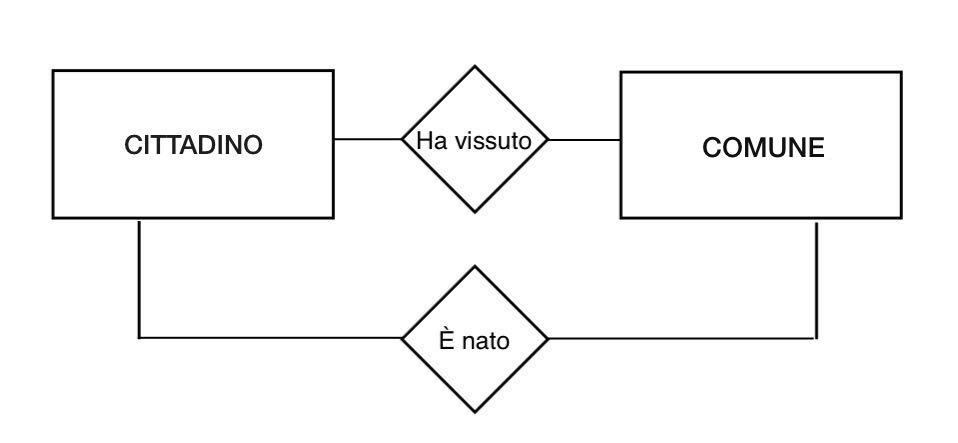 CITTADINO
Ha vissuto
COMUNE
È nato